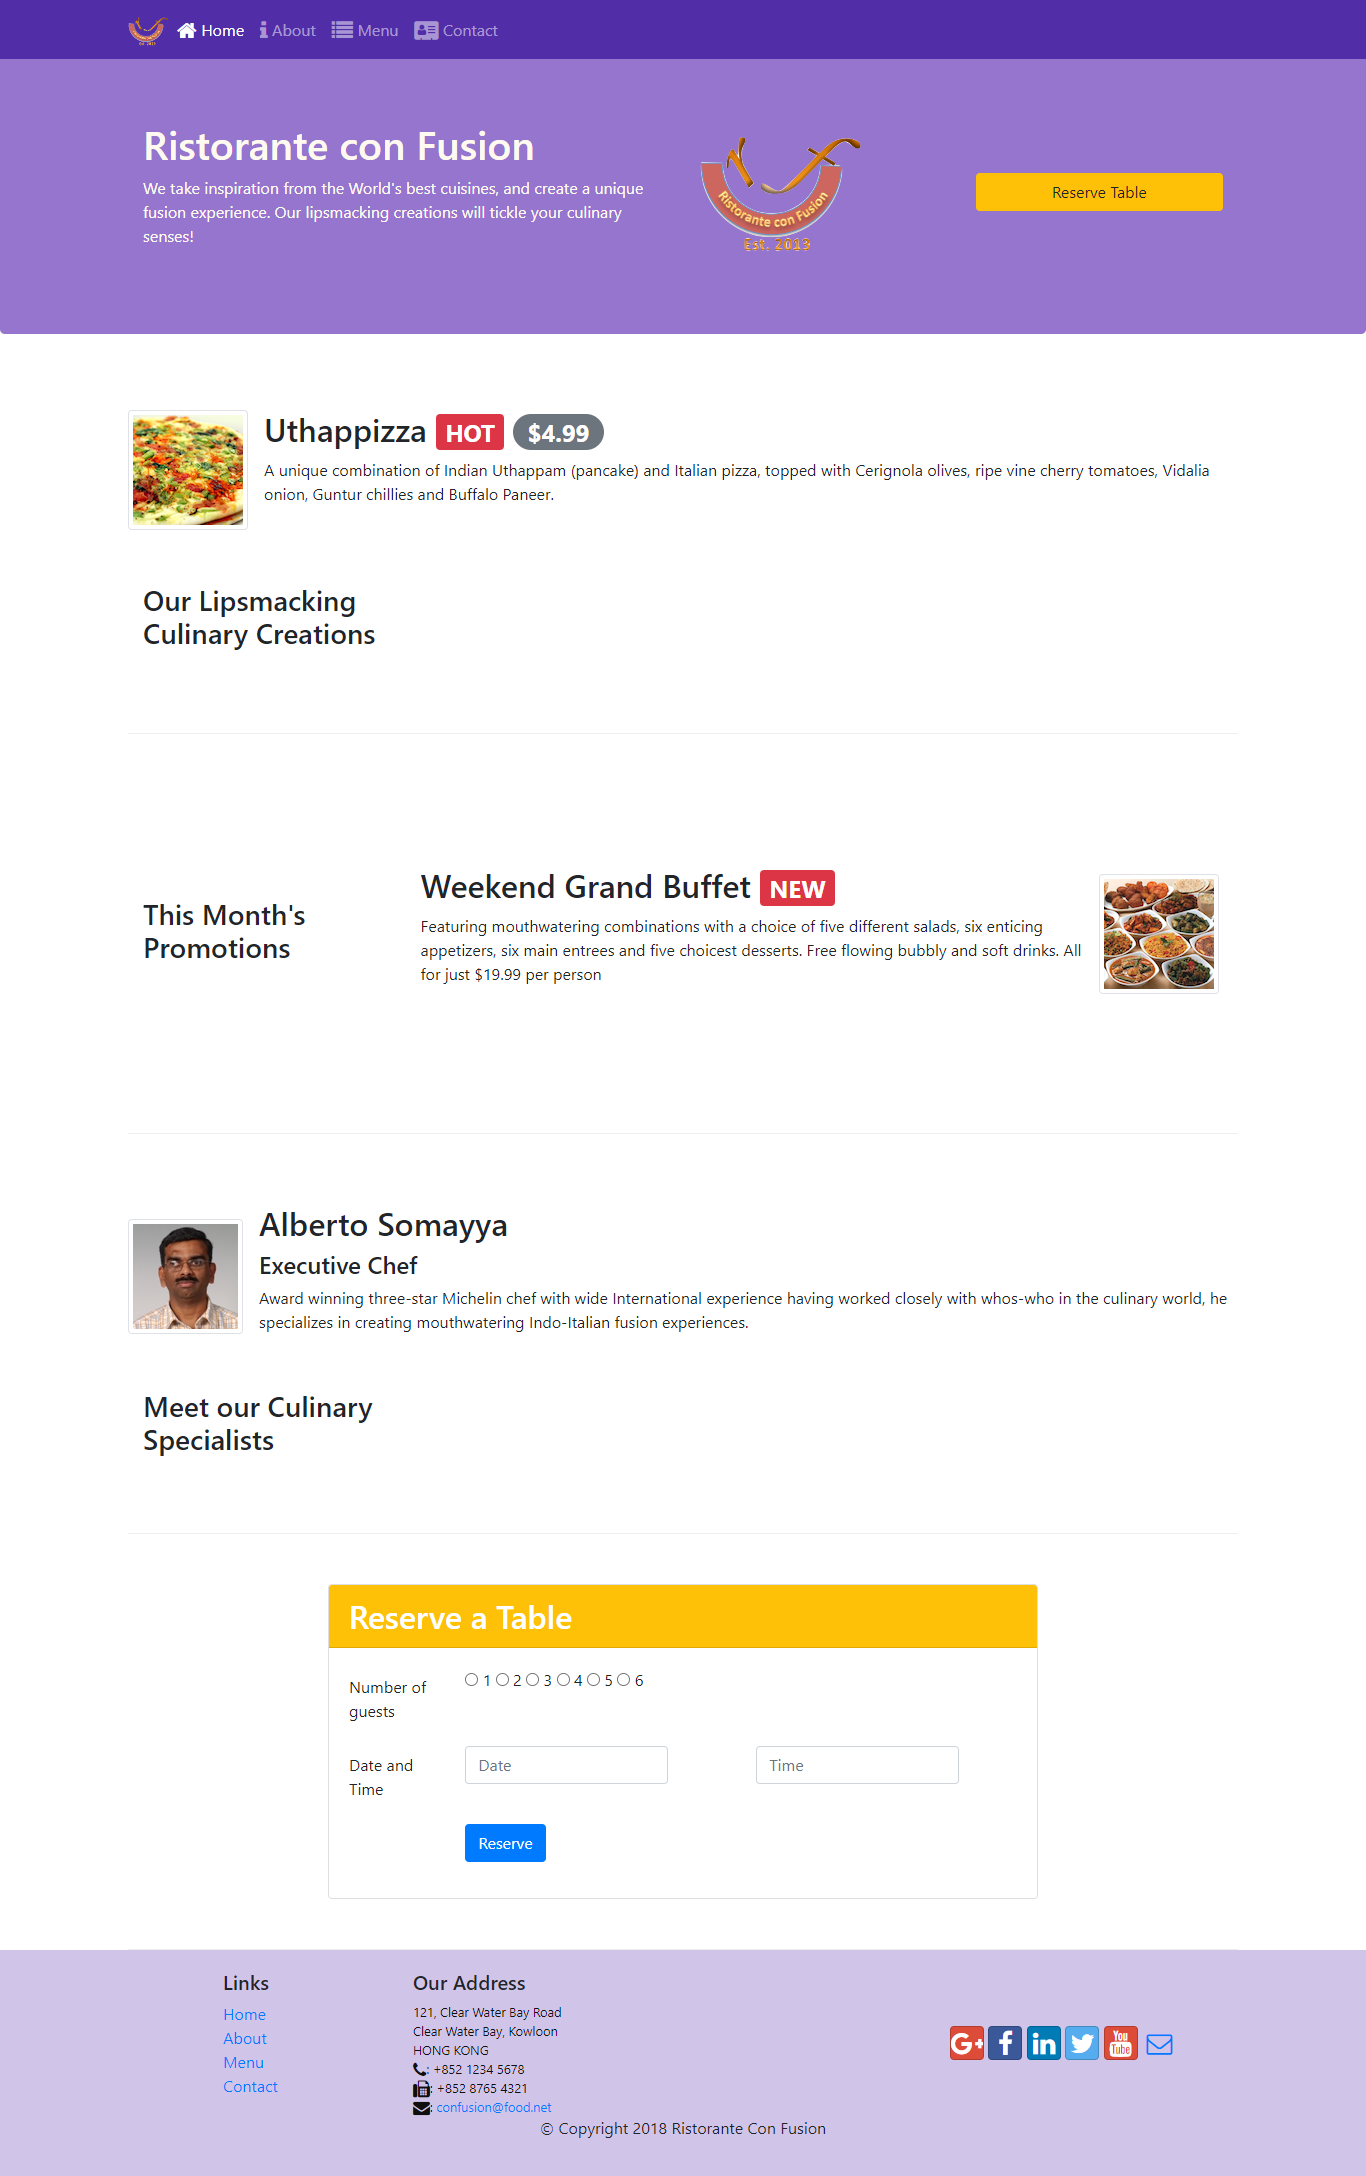 Home About Menu Contact
Ristorante con Fusion
We take inspiration from the World's best cuisines, and create a unique
fusion experience. Our lipsmacking creations will tickle your culinary
senses!
Ristorante con Fusion
Est. 2013
Reserve Table
Uthappizza HOT $4.99
A unique combination of Indian Uthappam (pancake) and Italian pizza, topped with Cerignola olives, ripe vine cherry tomatoes, Vidalia
onion, Guntur chillies and Buffalo Paneer.
Our Lipsmacking
Culinary Creations
This Month's
Promotions
Weekend Grand Buffet NEW
Featuring mouthwatering combinations with a choice of five different salads, six enticing
appetizers, six main entrees and five choicest desserts. Free flowing bubbly and soft drinks. All
for just $19.99 per person
Alberto Somayya
Executive Chef
Award winning three-star Michelin chef with wide International experience having worked closely with whos-who in the culinary world, he
specializes in creating mouthwatering Indo-Italian fusion experiences.
Meet our Culinary
Specialists
Reserve a Table
Number of
guests
1 2 3 4 5 6
Date and
Time
Date
Time
Reserve
Links
Home
About
Menu
Contact
Our Address
121, Clear Water Bay Road
Clear Water Bay, Kowloon
HONG KONG
: +852 1234 5678
: +852 8765 4321
: confusion@food.net
G+ f in You Tube
© Copyright 2018 Ristorante Con Fusion